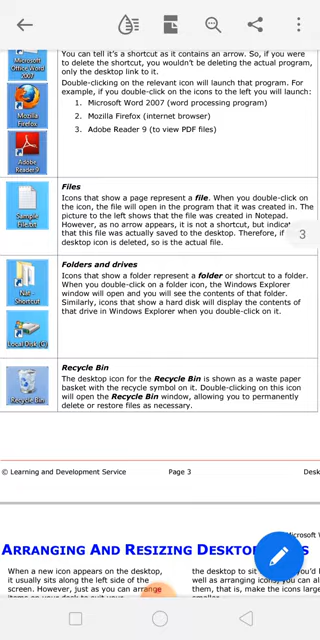 Microsoft
Office Word
2007
You can tell it's a shortcut as it contains an arrow. So, if you were
to delete the shortcut, you wouldn't be deleting the actual program,
only the desktop link to it.
Double-clicking on the relevant icon will launch that program. For
example, if you double-click on the icons to the left you will launch:
1. Microsoft Word 2007 (word processing program)
2. Mozilla Firefox (internet browser)
3. Adobe Reader 9 (to view PDF files)
Mozilla
Firefox
Adobe
Reader 9
Files
Icons that show a page represent a file. When you double-click on
the icon, the file will open in the program that it was created in. The
picture to the left shows that the file was created in Notepad.
However, as no arrow appears, it is not a shortcut, but indicat
that this file was actually saved to the desktop. Therefore, if
desktop icon is deleted, so is the actual file.
Sample
File.txt
3
Folders and drives
Icons that show a folder represent a folder or shortcut to a folder.
When you double-click on a folder icon, the Windows Explorer
window will open and you will see the contents of that folder.
Similarly, icons that show a hard disk will display the contents of
that drive in Windows Explorer when you double-click on it.
Nat -
Shortcut
Local Disk (C)
Recycle Bin
The desktop icon for the Recycle Bin is shown as a waste paper
basket with the recycle symbol on it. Double-clicking on this icon
will open the Recycle Bin window, allowing you to permanently
delete or restore files as necessary.
Recycle Bin
© Learning and Development Service Page 3 Desk
Microsoft W
ARRANGING AND RESIZING DESKTOP
When a new icon appears on the desktop,
it usually sits along the left side of the
screen. However, just as you can arrange
items on your desk to suit your
the desktop to sit
well as arranging icons, you can al
them, that is, make the icons large
smaller.